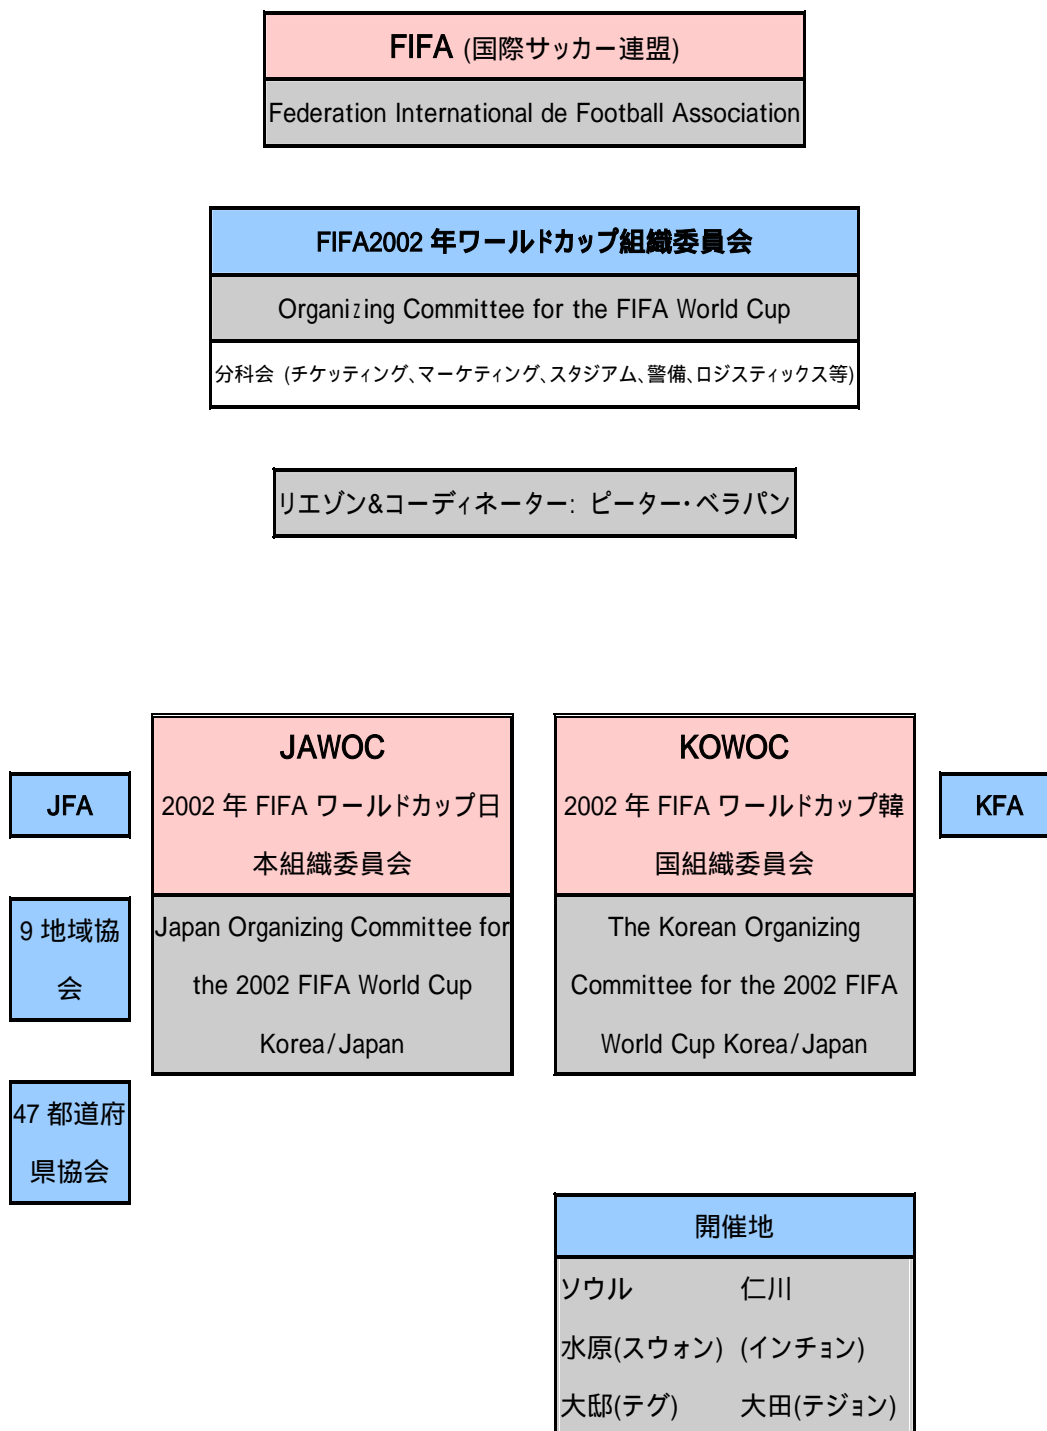 FIFA (国際サッカー連盟)
Federation International de Football Association
FIFA2002 年ワールドカップ組織委員会
Organizing Committee for the FIFA World Cup
分科会 (チケッティング、マーケティング、スタジアム、警備、ロジスティックス等)
リエゾン&コーディネーター: ピーター・ベラパン
JFA
9 地域協
会
47 都道府
県協会
JAWOC
2002 年 FIFA ワールドカップ日
本組織委員会
Japan Organizing Committee for
the 2002 FIFA World Cup
Korea/Japan
KOWOC
2002 年 FIFA ワールドカップ韓
国組織委員会
The Korean Organizing
Committee for the 2002 FIFA
World Cup Korea/Japan
KFA
開催地
ソウル 仁川
水原(スウォン) (インチョン)
大邸(テグ) 大田(テジョン)